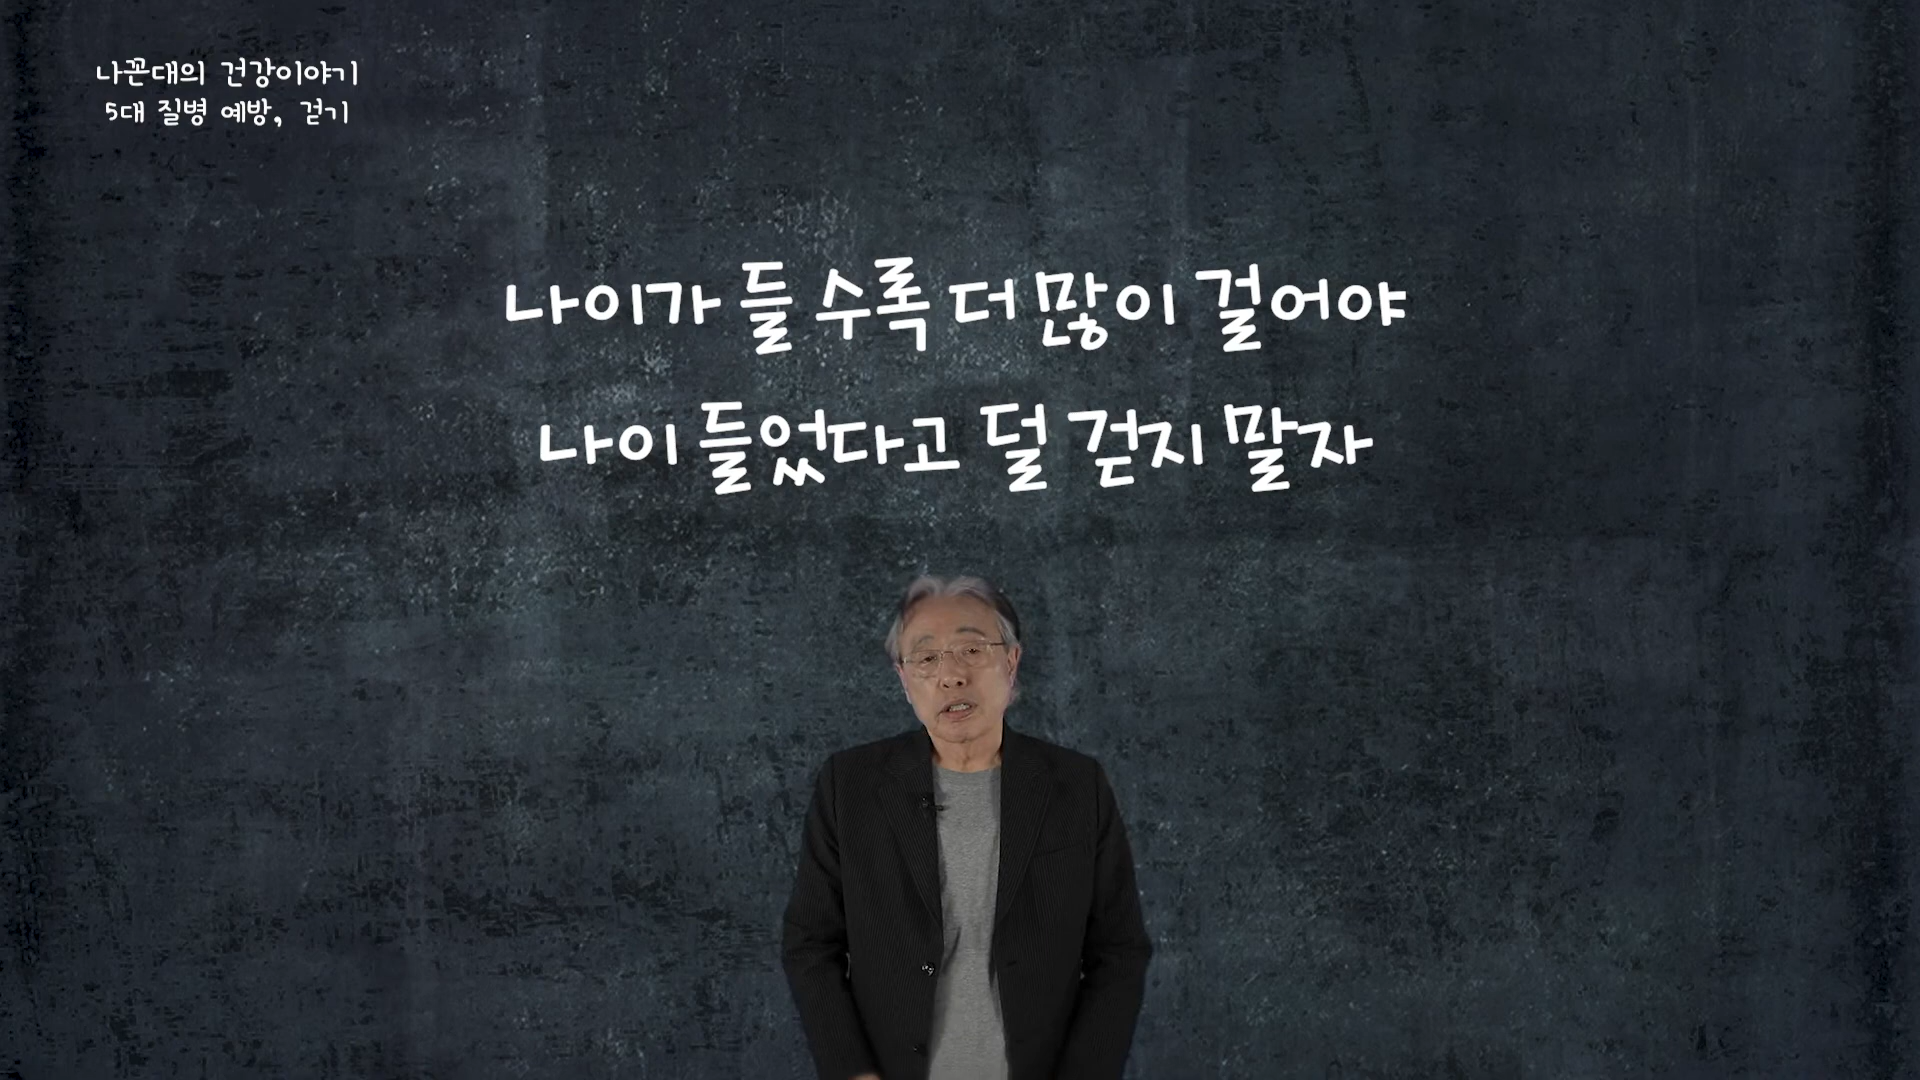 나꼰대의 건강이야기
5대 질병 예방, 걷기
나이가 들 수록 더 많이 걸어야
나이 들었다고 덜 걷지 말자